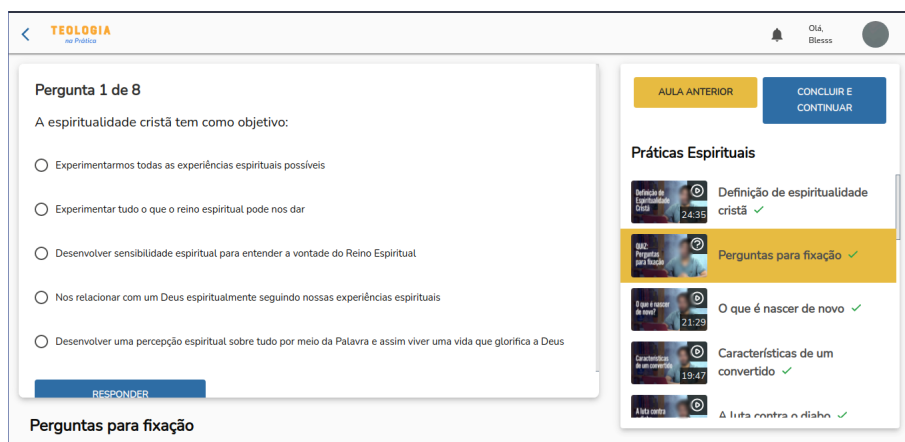 TEOLOGIA
na Prática
Olá,
Blesss
Pergunta 1 de 8
A espiritualidade cristã tem como objetivo:
Experimentarmos todas as experiências espirituais possíveis
Experimentar tudo o que o reino espiritual pode nos dar
Desenvolver sensibilidade espiritual para entender a vontade do Reino Espiritual
Nos relacionar com um Deus espiritualmente seguindo nossas experiências espirituais
Desenvolver uma percepção espiritual sobre tudo por meio da Palavra e assim viver uma vida que glorifica a Deus
RESPONDER
Perguntas para fixação
AULA ANTERIOR
CONCLUIR E
CONTINUAR
Práticas Espirituais
Definição de
Espiritualidade
Cristã
24:35
Definição de espiritualidade
cristã
QUIZ:
Perguntas
para fixação
Perguntas para fixação
O que é nascer
de novo?
21:29
O que é nascer de novo
Características
de um convertido
19:47
Características de um
convertido
A luta contra
A luta contra o diabo